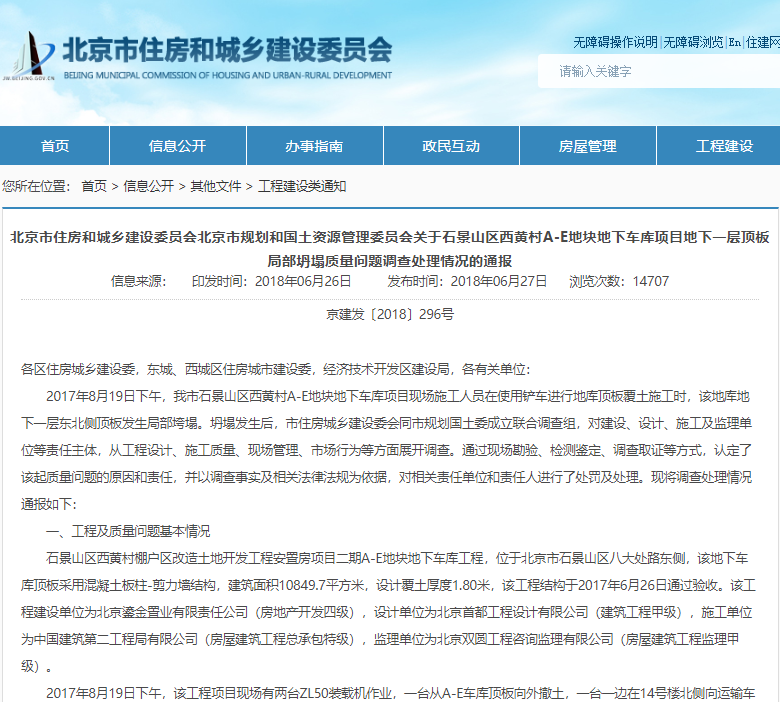 北京市住房和城乡建设委员会
JW.BEIJING.GOV.CN
BEIJING MUNICIPAL COMMISSION OF HOUSING AND URBAN-RURAL DEVELOPMENT
无障碍操作说明|无障碍浏览|En|住建网
请输入关键字
首页 信息公开 办事指南 政民互动 房屋管理 工程建设
您所在位置： 首页 > 信息公开 > 其他文件 > 工程建设类通知
北京市住房和城乡建设委员会北京市规划和国土资源管理委员会关于石景山区西黄村A-E地块地下车库项目地下一层顶板
局部坍塌质量问题调查处理情况的通报
信息来源： 印发时间：2018年06月26日 发布时间：2018年06月27日 浏览次数：14707
京建发〔2018〕296号
各区住房城乡建设委，东城、西城区住房城市建设委，经济技术开发区建设局，各有关单位：
2017年8月19日下午，我市石景山区西黄村A-E地块地下车库项目现场施工人员在使用铲车进行地库顶板覆土施工时，该地库地
下一层东北侧顶板发生局部垮塌。坍塌发生后，市住房城乡建设委会同市规划国土委成立联合调查组，对建设、设计、施工及监理单
位等责任主体，从工程设计、施工质量、现场管理、市场行为等方面展开调查。通过现场勘验、检测鉴定、调查取证等方式，认定了
该起质量问题的原因和责任，并以调查事实及相关法律法规为依据，对相关责任单位和责任人进行了处罚及处理。现将调查处理情况
通报如下：
一、工程及质量问题基本情况
石景山区西黄村棚户区改造土地开发工程安置房项目二期A-E地块地下车库工程，位于北京市石景山区八大处路东侧，该地下车
库顶板采用混凝土板柱-剪力墙结构，建筑面积10849.7平方米，设计覆土厚度1.80米，该工程结构于2017年6月26日通过验收。该工
程建设单位为北京鎏金置业有限责任公司（房地产开发四级），设计单位为北京首都工程设计有限公司（建筑工程甲级），施工单位
为中国建筑第二工程局有限公司（房屋建筑工程总承包特级），监理单位为北京双圆工程咨询监理有限公司（房屋建筑工程监理甲
级）。
2017年8月19日下午，该工程项目现场有两台ZL50装载机作业，一台从A-E车库顶板向外撤土，一台一边在14号楼北侧向运输车